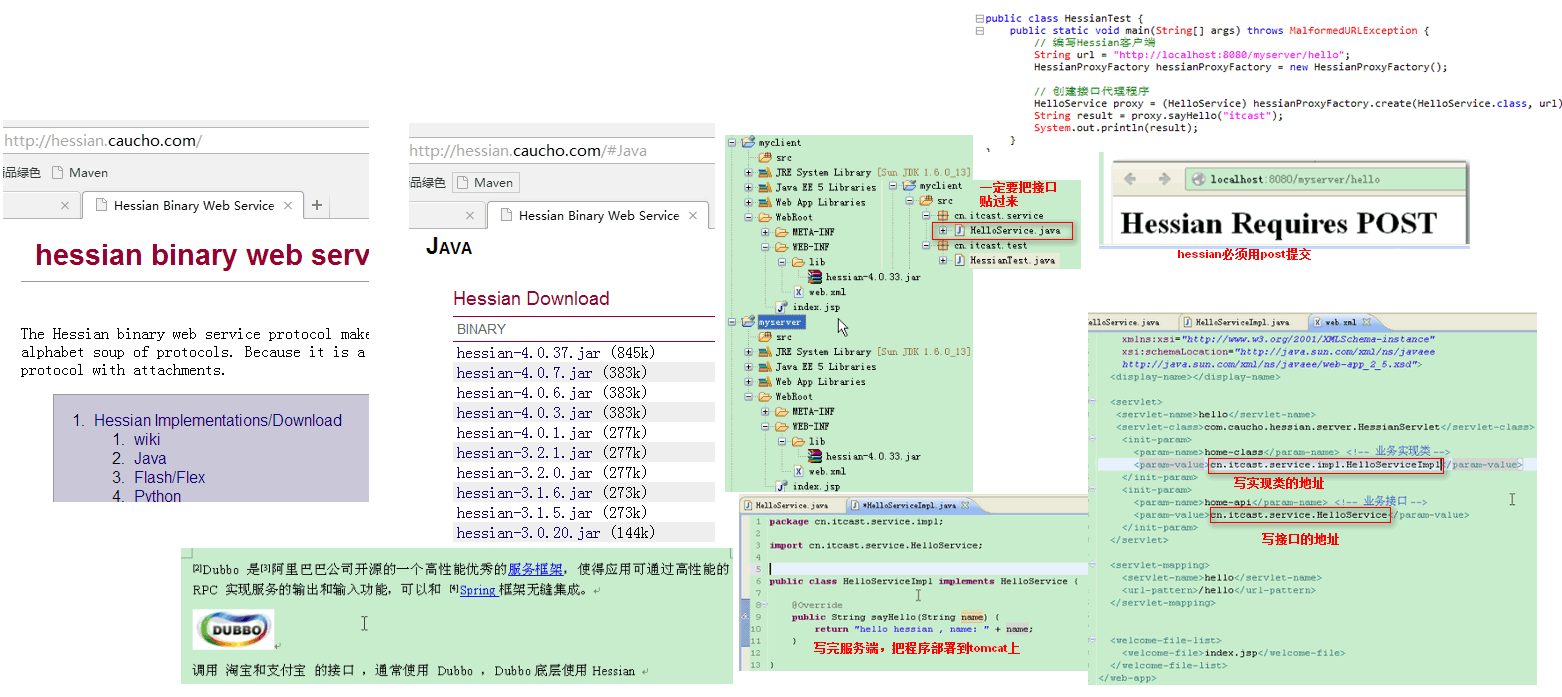 public class HessianTest {
public static void main(String[] args) throws MalformedURLException {
// 编写Hessian客户端
String url = "http://localhost:8080/myserver/hello";
HessianProxyFactory hessianProxyFactory = new HessianProxyFactory();
// 创建接口代理程序
HelloService proxy = (HelloService) hessianProxyFactory.create(HelloService.class, url)
String result = proxy.sayHello("itcast");
System.out.println(result);
}
http://hessian.caucho.com/
品绿色 Maven
Hessian Binary Web Service
hessian binary web serv
The Hessian binary web service protocol make
alphabet soup of protocols. Because it is a
protocol with attachments.
1. Hessian Implementations/Download
1. wiki
2. Java
3. Flash/Flex
4. Python
http://hessian.caucho.com/#Java
品绿色 Maven
Hessian Binary Web Service
JAVA
Hessian Download
BINARY
hessian-4.0.37.jar (845k)
hessian-4.0.7.jar (383k)
hessian-4.0.6.jar (383k)
hessian-4.0.3.jar (383k)
hessian-4.0.1.jar (277k)
hessian-3.2.1.jar (277k)
hessian-3.2.0.jar (277k)
hessian-3.1.6.jar (273k)
hessian-3.1.5.jar (273k)
hessian-3.0.20.jar (144k)
myclient
src
JRE System Library [Sun JDK 1.6.0_13]
Java EE 5 Libraries
Web App Libraries
WebRoot
META-INF
WEB-INF
lib
hessian-4.0.33.jar
web.xml
index.jsp
myserver
src
JRE System Library [Sun JDK 1.6.0_13]
Java EE 5 Libraries
Web App Libraries
WebRoot
META-INF
WEB-INF
lib
hessian-4.0.33.jar
web.xml
index.jsp
myclient
src
cn.itcast.service
HelloService.java
cn.itcast.test
HessianTest.java
一定要把接口
贴过来
localhost:8080/myserver/hello
Hessian Requires POST
hessian必须用post提交
HelloService.java *HelloServiceImpl.java
1 package cn.itcast.service.impl;
2
3 import cn.itcast.service.HelloService;
4
5
6 public class HelloServiceImpl implements HelloService {
7
8 @Override
9 public String sayHello(String name) {
10 return "hello hessian , name: " + name;
11 }
12
13 }
写完服务端，把程序部署到tomcat上
elloService.java HelloServiceImpl.java web.xml
xmlns:xsi="http://www.w3.org/2001/XMLSchema-instance"
xsi:schemaLocation="http://java.sun.com/xml/ns/javaee
http://java.sun.com/xml/ns/javaee/web-app_2_5.xsd">
<display-name></display-name>
<servlet>
<servlet-name>hello</servlet-name>
<servlet-class>com.caucho.hessian.server.HessianServlet</servlet-class>
<init-param>
<param-name>home-class</param-name> <!-- 业务实现类 -->
<param-value>cn.itcast.service.impl.HelloServiceImpl</param-value>
</init-param>
写实现类的地址
<init-param>
<param-name>home-api</param-name> <!-- 业务接口 -->
<param-value>cn.itcast.service.HelloService</param-value>
</init-param>
写接口的地址
</servlet>
<servlet-mapping>
<servlet-name>hello</servlet-name>
<url-pattern>/hello</url-pattern>
</servlet-mapping>
<welcome-file-list>
<welcome-file>index.jsp</welcome-file>
</welcome-file-list>
</web-app>
[2]Dubbo 是[3]阿里巴巴公司开源的一个高性能优秀的服务框架，使得应用可通过高性能的
RPC 实现服务的输出和输入功能，可以和 [4]Spring 框架无缝集成。
DUBBO
调用 淘宝和支付宝 的接口 ，通常使用 Dubbo ，Dubbo 底层使用 Hessian